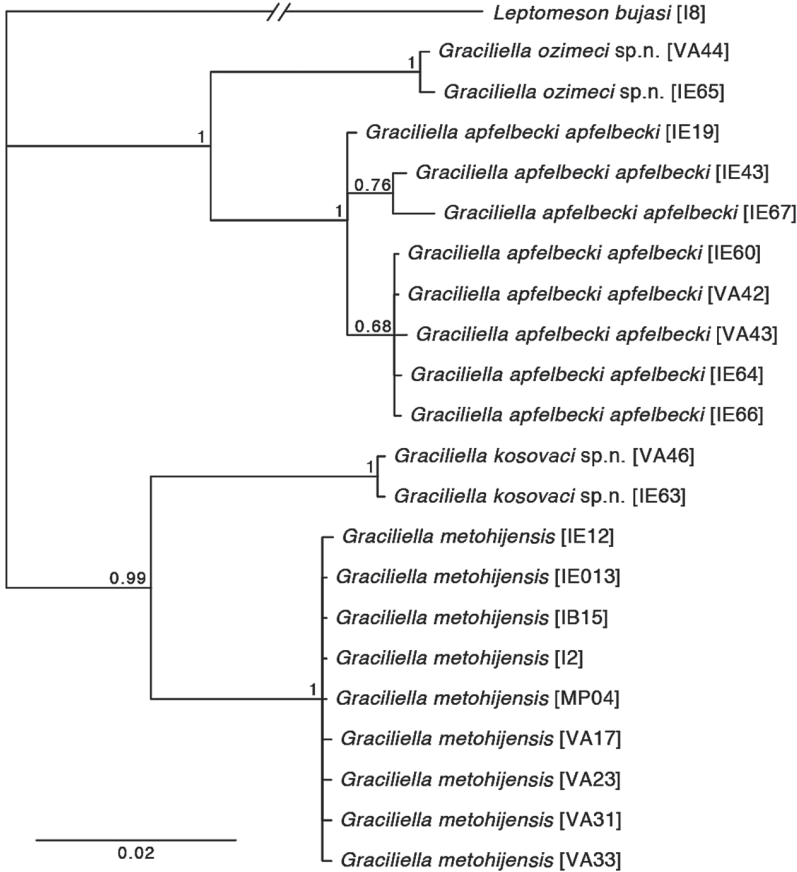 Leptomeson bujasi [I8]
Graciliella ozimeci sp.n. [VA44]
1
Graciliella ozimeci sp.n. [IE65]
1
Graciliella apfelbecki apfelbecki [IE19]
Graciliella apfelbecki apfelbecki [IE43]
0.76
1
Graciliella apfelbecki apfelbecki [IE67]
Graciliella apfelbecki apfelbecki [IE60]
Graciliella apfelbecki apfelbecki [VA42]
0.68
Graciliella apfelbecki apfelbecki [VA43]
Graciliella apfelbecki apfelbecki [IE64]
Graciliella apfelbecki apfelbecki [IE66]
Graciliella kosovaci sp.n. [VA46]
1
Graciliella kosovaci sp.n. [IE63]
Graciliella metohijensis [IE12]
0.99
Graciliella metohijensis [IE013]
Graciliella metohijensis [IB15]
Graciliella metohijensis [I2]
1
Graciliella metohijensis [MP04]
Graciliella metohijensis [VA17]
Graciliella metohijensis [VA23]
Graciliella metohijensis [VA31]
0.02
Graciliella metohijensis [VA33]